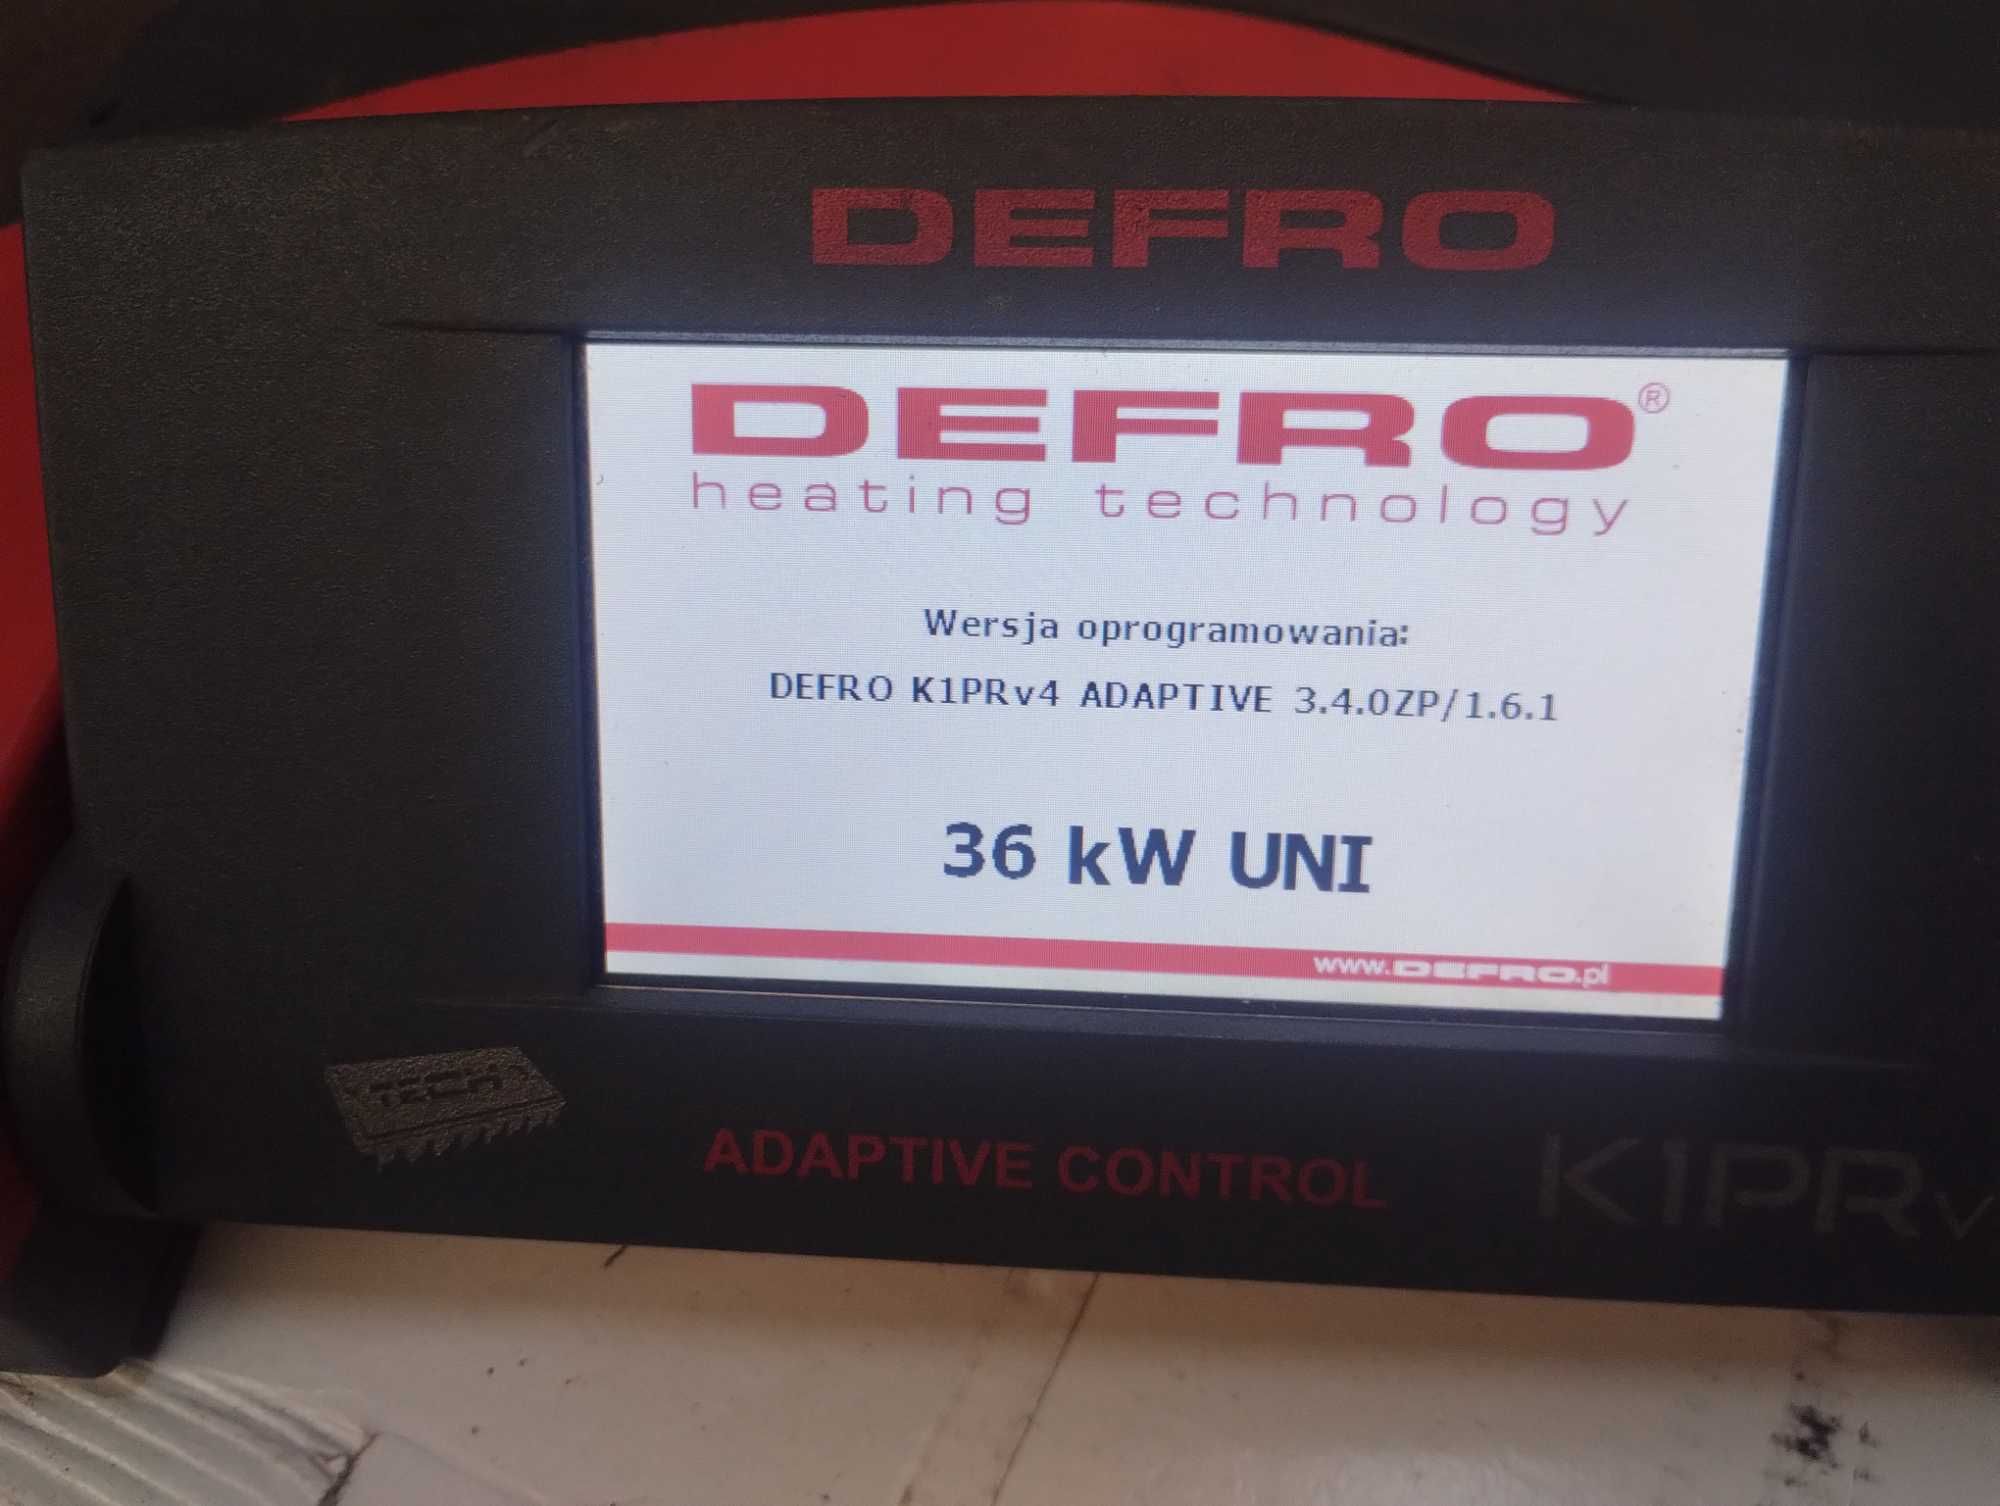 DEFRO
DEFRO®
heating technology
Wersja oprogramowania:
DEFRO K1PRv4 ADAPTIVE 3.4.0ZP/1.6.1
36 kW UNI
www.DEFRO.pl
TECH
ADAPTIVE CONTROL
K1PRv